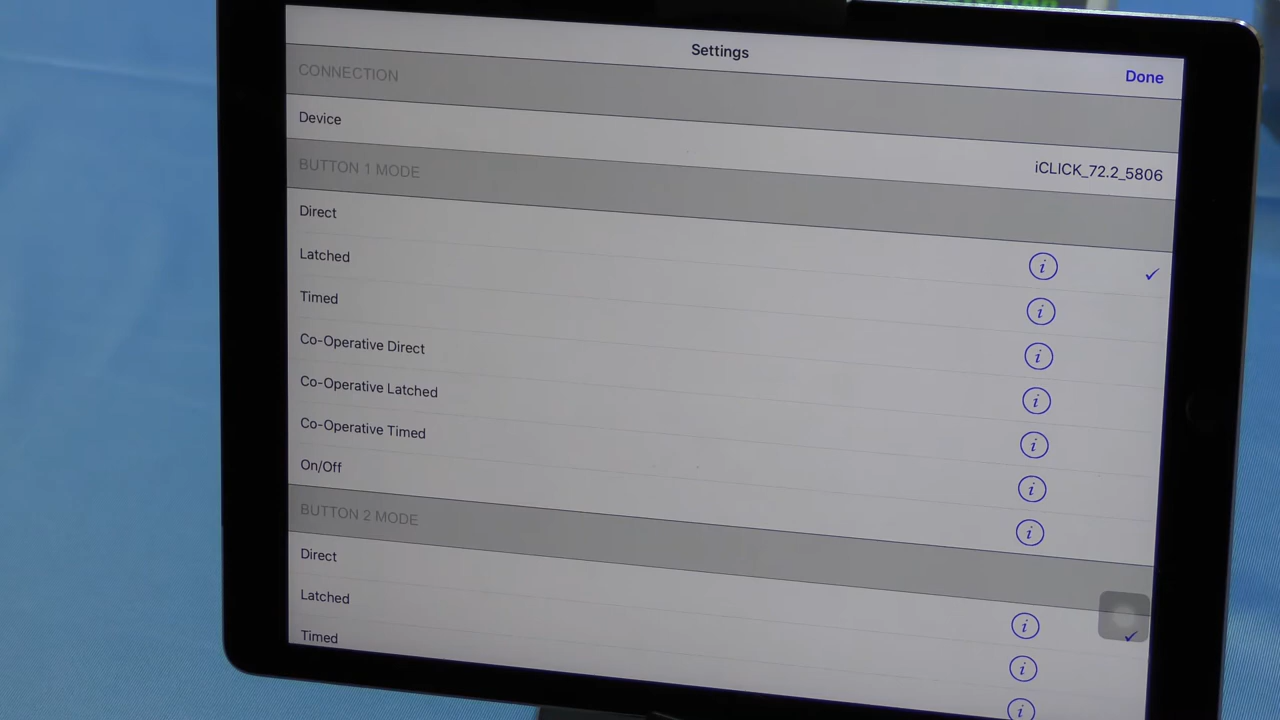 Settings
Done
CONNECTION
Device
iCLICK_72.2_5806
BUTTON 1 MODE
Direct
Latched
Timed
Co-Operative Direct
Co-Operative Latched
Co-Operative Timed
On/Off
BUTTON 2 MODE
Direct
Latched
Timed